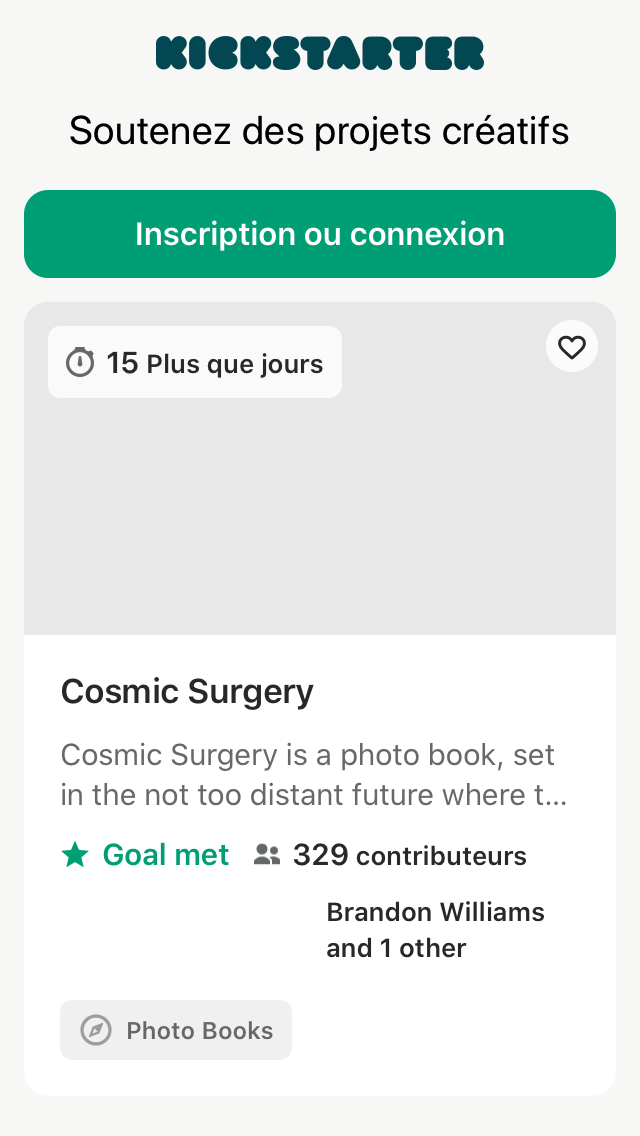 KICKSTARTER
Soutenez des projets créatifs
Inscription ou connexion
15 Plus que jours
Cosmic Surgery
Cosmic Surgery is a photo book, set
in the not too distant future where t...
Goal met
329 contributeurs
Brandon Williams
and 1 other
Photo Books